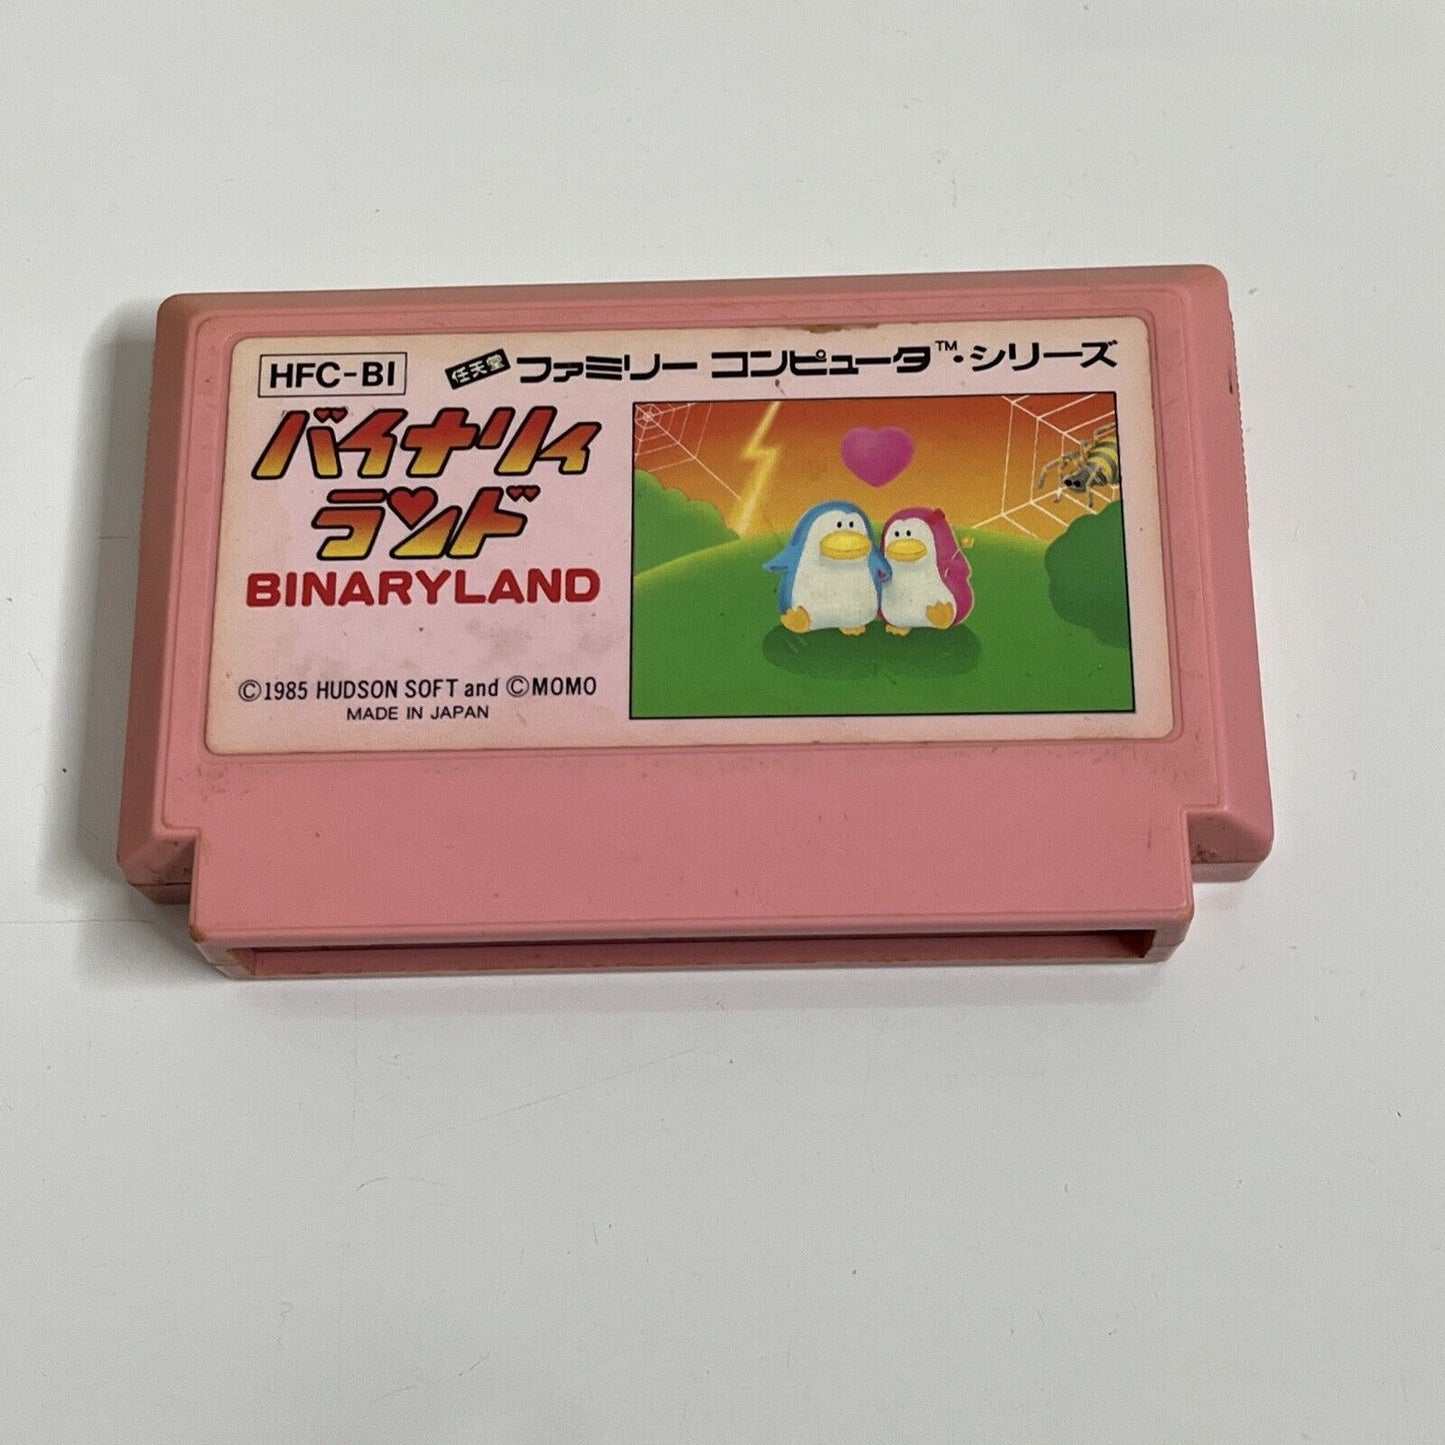 HFC-BI 任天堂 ファミリー コンピュータ™・シリーズ
バイナリィ
ランド
BINARYLAND
©1985 HUDSON SOFT and ©MOMO
MADE IN JAPAN